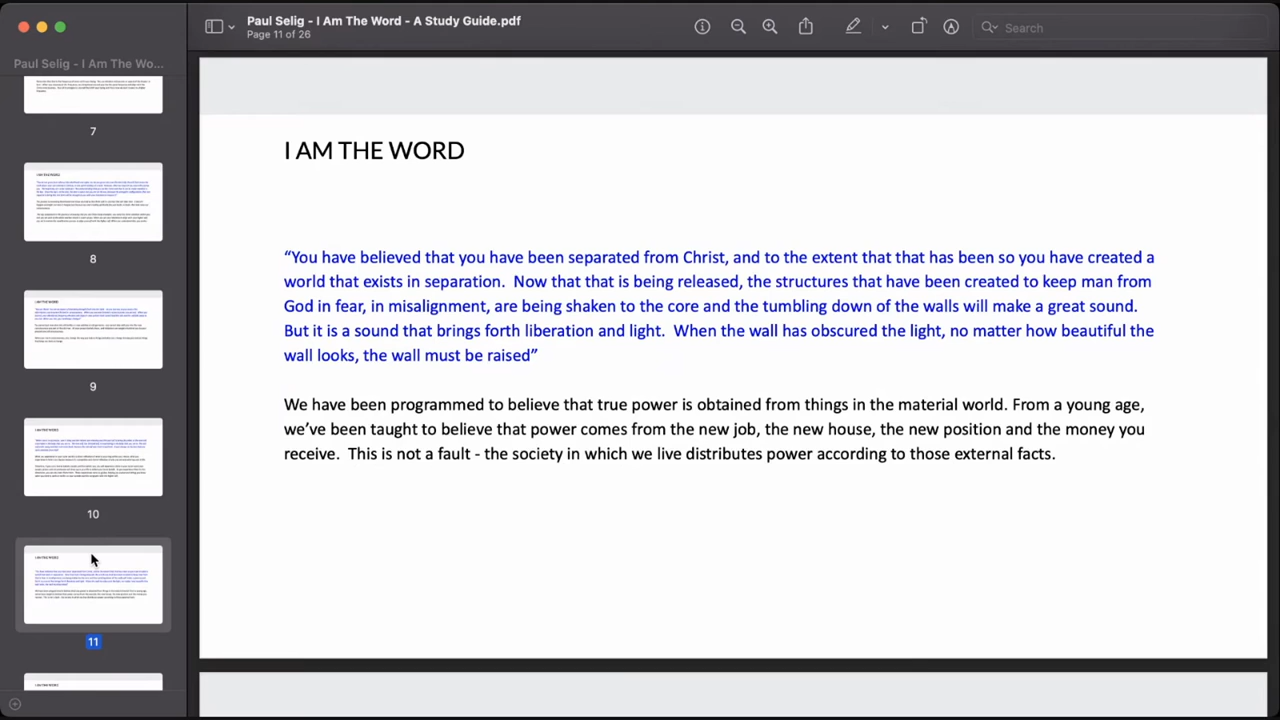 Paul Selig - I Am The Word - A Study Guide.pdf
Page 11 of 26
Search
Paul Selig - I Am The Wo...
7
8
9
10
11
I AM THE WORD
“You have believed that you have been separated from Christ, and to the extent that that has been so you have created a
world that exists in separation.  Now that that is being released, the structures that have been created to keep man from
God in fear, in misalignment, are being shaken to the core and the tearing down of the walls will make a great sound.
But it is a sound that brings forth liberation and light.  When the wall has obscured the light, no matter how beautiful the
wall looks, the wall must be raised”
We have been programmed to believe that true power is obtained from things in the material world. From a young age,
we’ve been taught to believe that power comes from the new job, the new house, the new position and the money you
receive.  This is not a fault - the society in which we live distributes power according to those external facts.